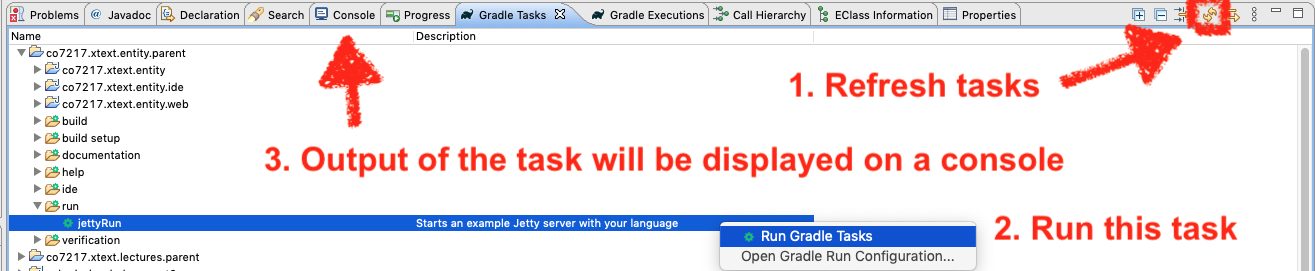 Problems @ Javadoc Declaration Search Console Progress Gradle Tasks Gradle Executions Call Hierarchy EClass Information Properties
Name Description
co7217.xtext.entity.parent
co7217.xtext.entity
1. Refresh tasks
co7217.xtext.entity.ide
co7217.xtext.entity.web
build
build setup
documentation
3. Output of the task will be displayed on a console
help
ide
run
jettyRun Starts an example Jetty server with your language
2. Run this task
Run Gradle Tasks
verification
Open Gradle Run Configuration...
co7217.xtext.lectures.parent